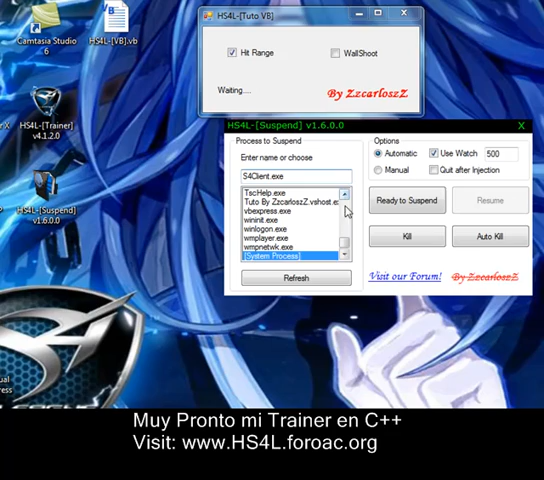 Camtasia Studio 6
HS4L-[VB].vb
HS4L-[Trainer] v4.1.2.0
HS4L-[Suspend] v1.6.0.0
HS4L-[Tuto VB]
Hit Range
WallShoot
Waiting....
By ZzcarloszZ
HS4L-[Suspend] v1.6.0.0
X
Process to Suspend
Enter name or choose
S4Client.exe
TscHelp.exe
Tuto By ZzcarloszZ.vshost.ex
vbexpress.exe
wininit.exe
winlogon.exe
wmplayer.exe
wmpnetwk.exe
[System Process]
Refresh
Options
Automatic
Use Watch
500
Manual
Quit after Injection
Ready to Suspend
Resume
Kill
Auto Kill
Visit our Forum!
By ZzcarloszZ
Muy Pronto mi Trainer en C++
Visit: www.HS4L.foroac.org